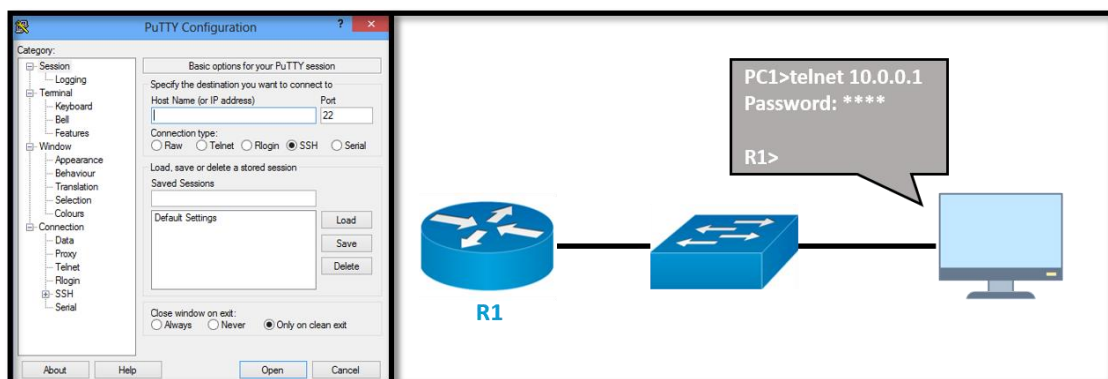 PuTTY Configuration ? ×
Category:
Session
Logging
Terminal
Keyboard
Bell
Features
Window
Appearance
Behaviour
Translation
Selection
Colours
Connection
Data
Proxy
Telnet
Rlogin
SSH
Serial
Basic options for your PuTTY session
Specify the destination you want to connect to
Host Name (or IP address) Port
22
Connection type:
Raw Telnet Rlogin SSH Serial
Load, save or delete a stored session
Saved Sessions
Default Settings
Load
Save
Delete
Close window on exit:
Always Never Only on clean exit
About Help Open Cancel
PC1>telnet 10.0.0.1
Password: ****
R1>
R1